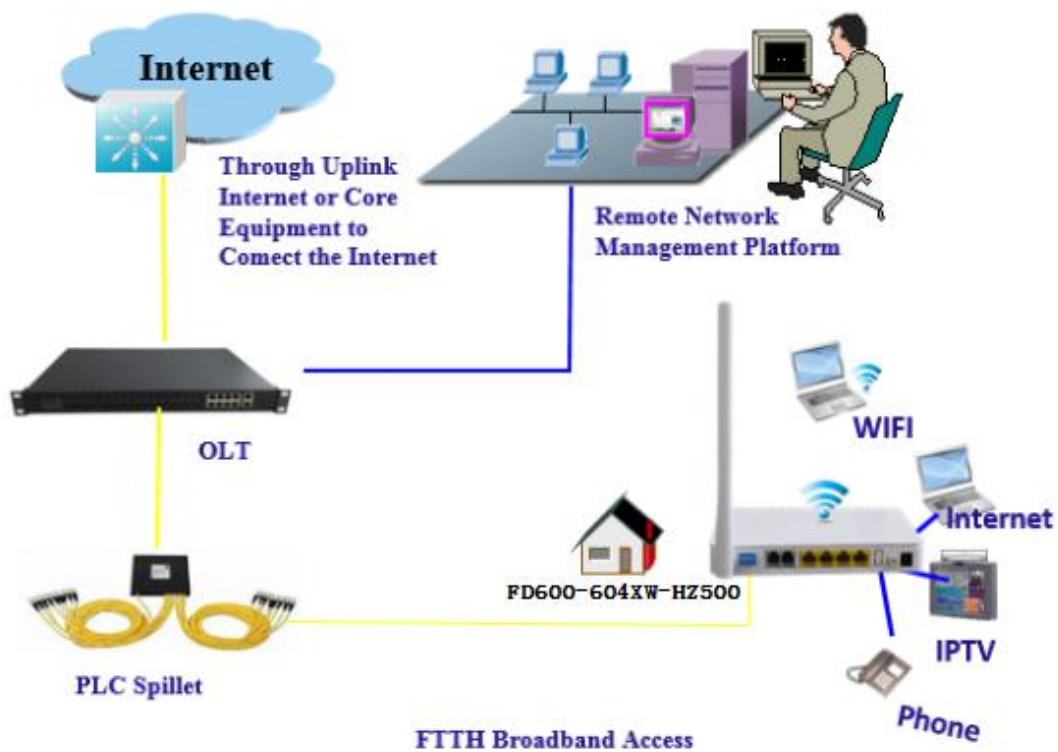 Internet
Through Uplink
Internet or Core
Equipment to
Comect the Internet
Remote Network
Management Platform
OLT
WIFI
Internet
FD600-604XW-HZ500
IPTV
PLC Spillet
Phone
FTTH Broadband Access